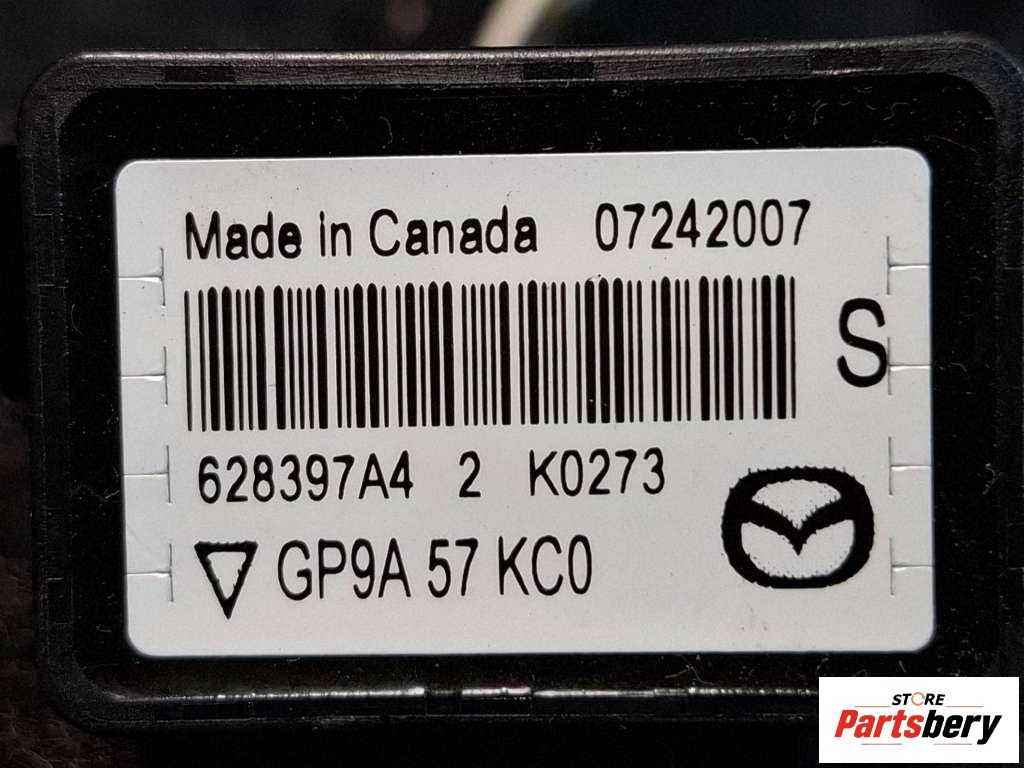 Made in Canada 07242007
S
628397A4 2 K0273
GP9A 57 KC0
STORE
Partsbery